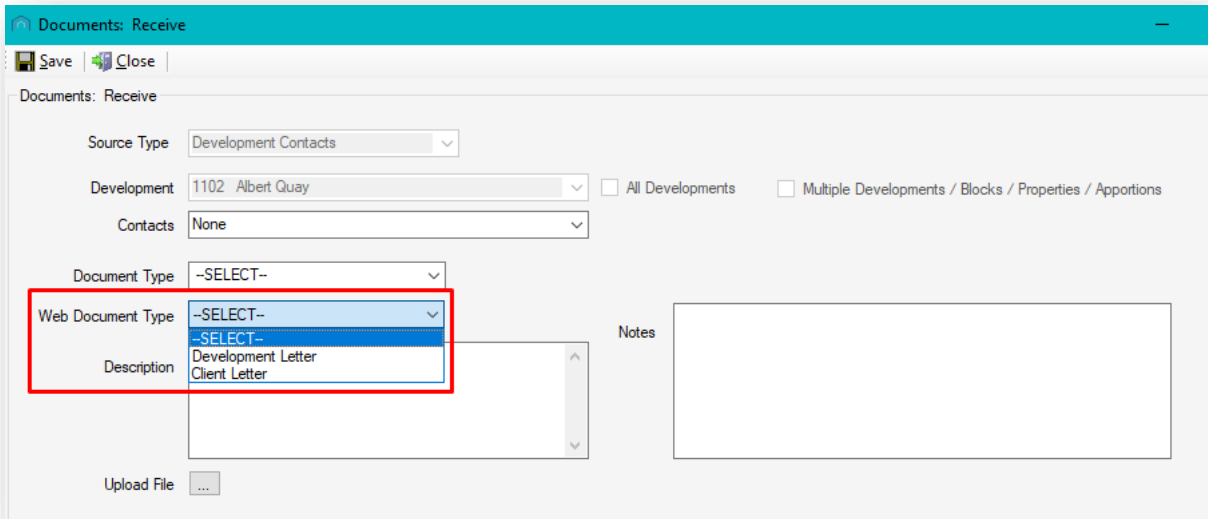 Documents: Receive
Save Close
Documents: Receive
Source Type Development Contacts
Development 1102 Albert Quay All Developments Multiple Developments / Blocks / Properties / Apportions
Contacts None
Document Type --SELECT--
Web Document Type --SELECT--
--SELECT--
Development Letter
Client Letter
Description
Notes
Upload File ...